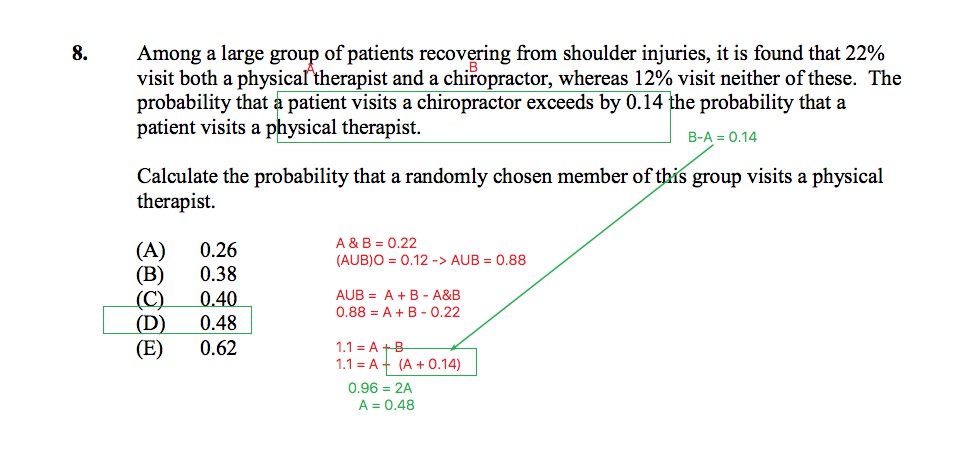 8. Among a large group of patients recovering from shoulder injuries, it is found that 22%
visit both a physical therapist and a chiropractor, whereas 12% visit neither of these. The
probability that a patient visits a chiropractor exceeds by 0.14 the probability that a
patient visits a physical therapist.
A
B
B-A = 0.14
Calculate the probability that a randomly chosen member of this group visits a physical
therapist.
(A) 0.26
(B) 0.38
(C) 0.40
(D) 0.48
(E) 0.62
A & B = 0.22
(AUB)O = 0.12 -> AUB = 0.88
AUB = A + B - A&B
0.88 = A + B - 0.22
1.1 = A + B
1.1 = A + (A + 0.14)
0.96 = 2A
A = 0.48